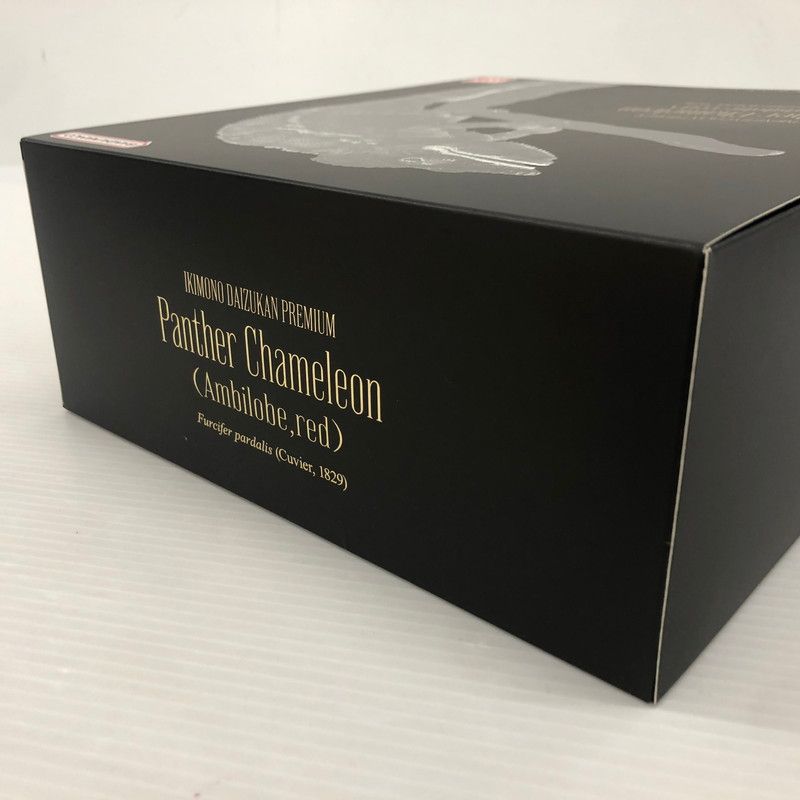 IKIMONO DAIZUKAN PREMIUM
Panther Chameleon
(Ambilobe,red)
Furcifer pardalis (Cuvier, 1829)